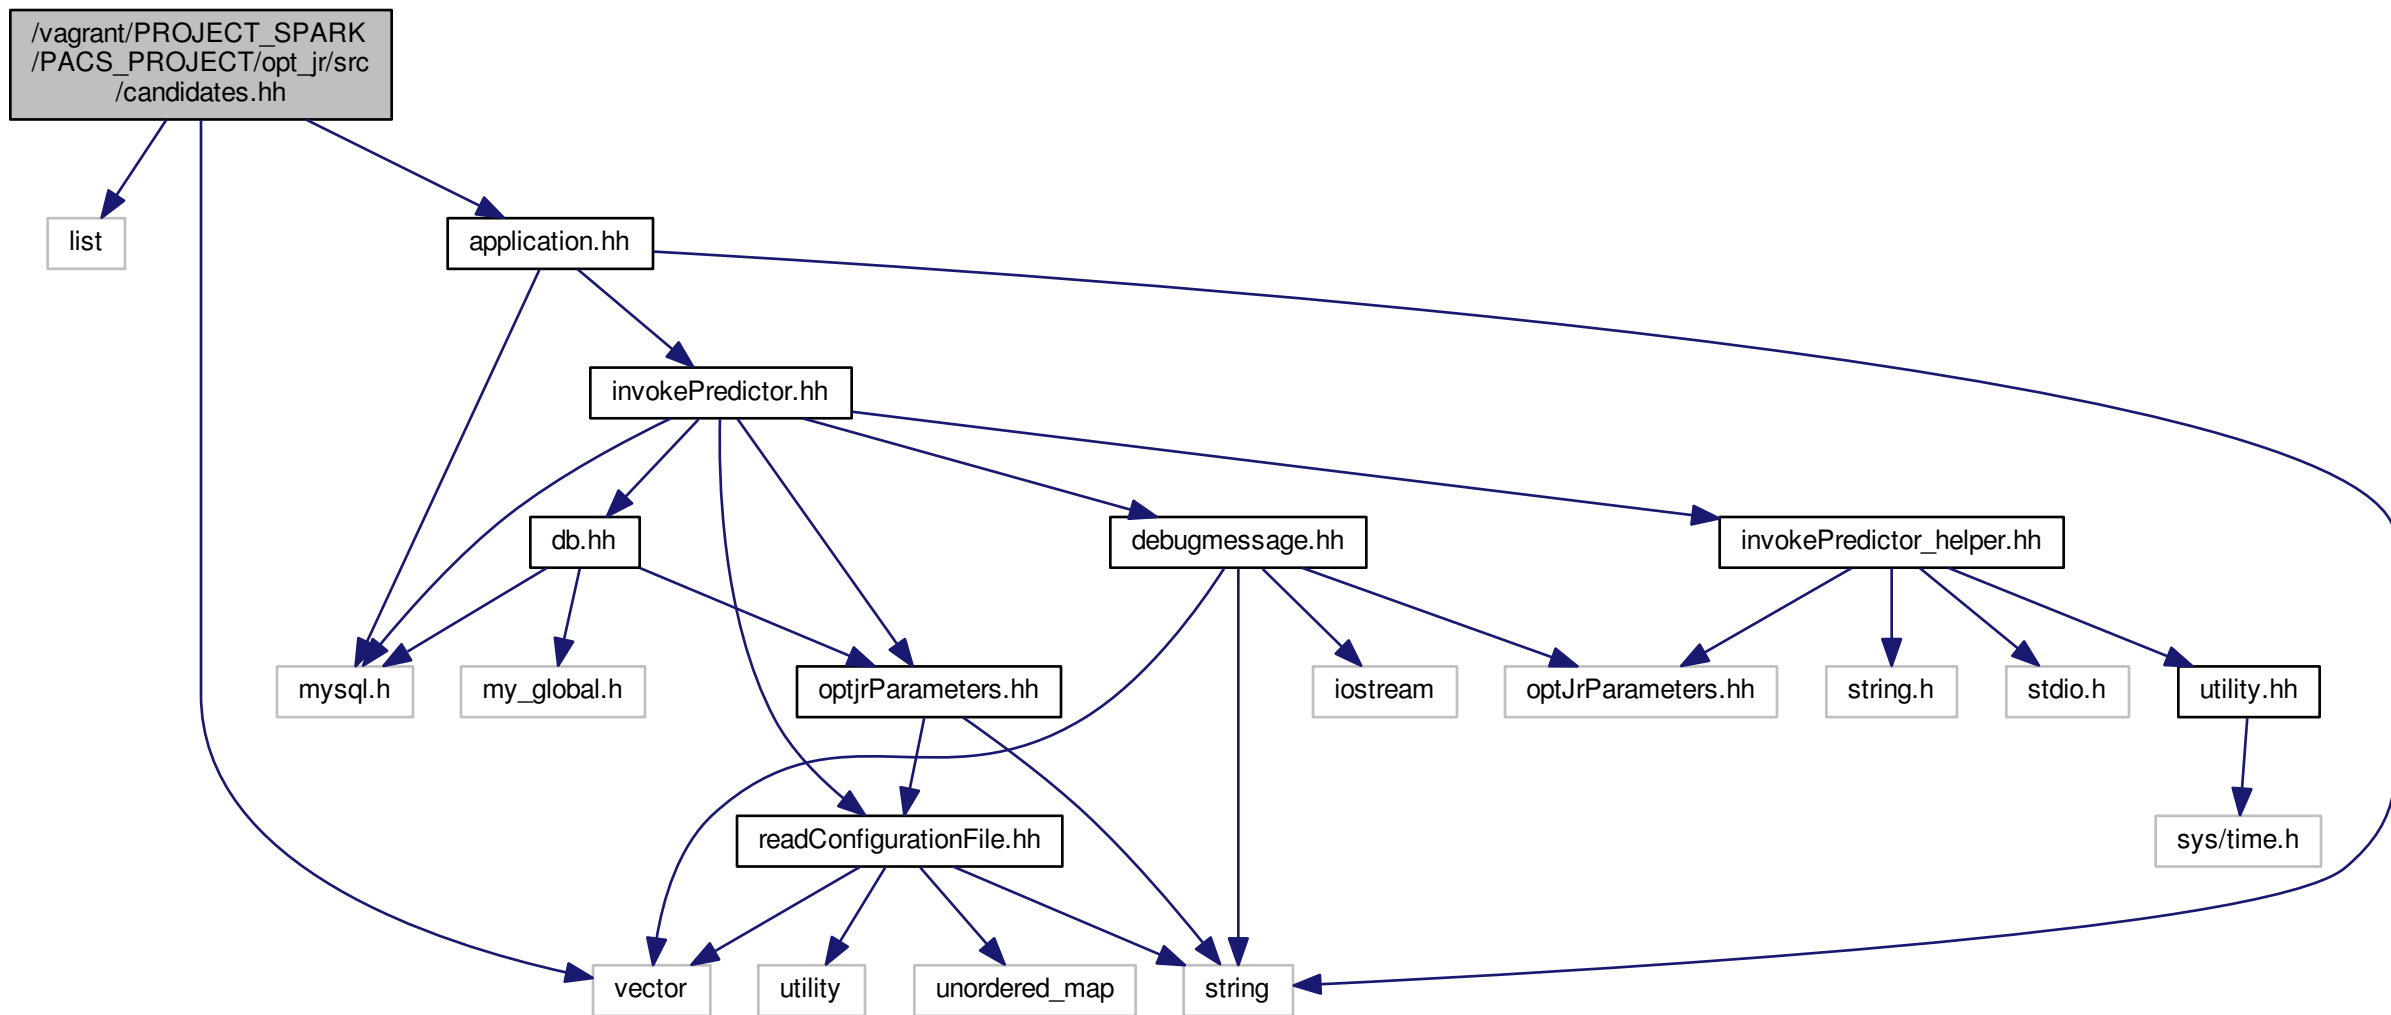 /vagrant/PROJECT_SPARK
/PACS_PROJECT/opt_jr/src
/candidates.hh
list
application.hh
invokePredictor.hh
db.hh
debugmessage.hh
invokePredictor_helper.hh
mysql.h
my_global.h
optjrParameters.hh
iostream
optJrParameters.hh
string.h
stdio.h
utility.hh
readConfigurationFile.hh
sys/time.h
vector
utility
unordered_map
string